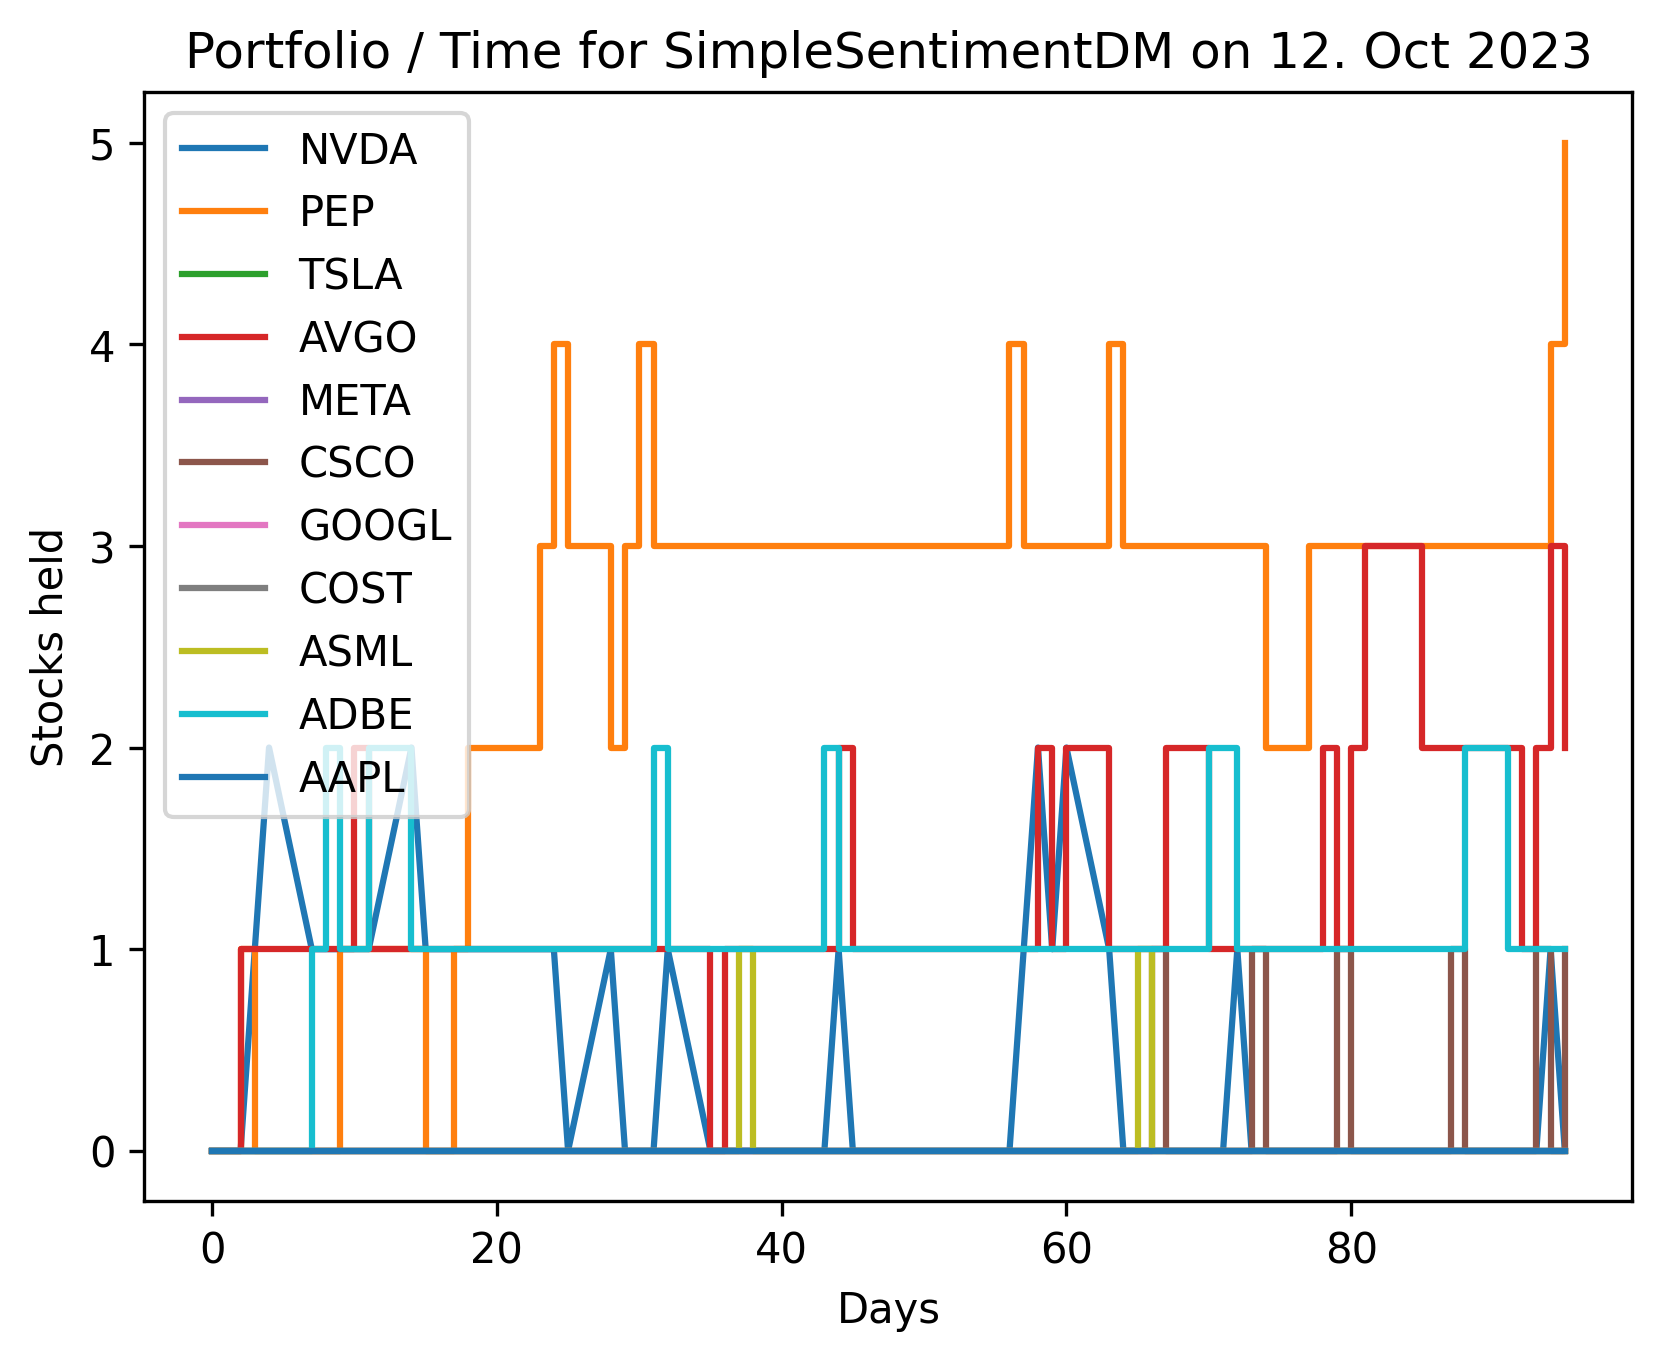 Portfolio / Time for SimpleSentimentDM on 12. Oct 2023
5
4
3
2
1
0
Stocks held
NVDA
PEP
TSLA
AVGO
META
CSCO
GOOGL
COST
ASML
ADBE
AAPL
0 20 40 60 80
Days